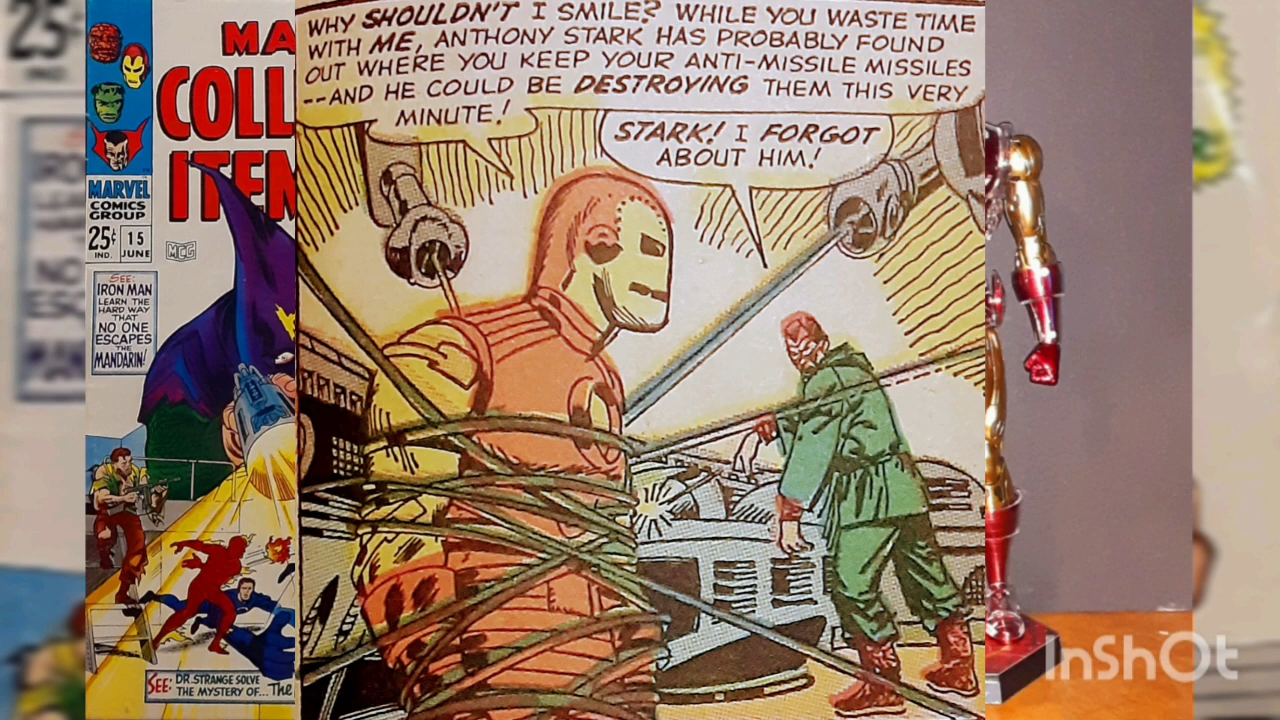 25¢
MA
COLL
ITEM
MARVEL
COMICS
GROUP
25¢
IND.
15
JUNE
MCG
SEE:
IRON MAN
LEARN THE
HARD WAY
THAT
NO ONE
ESCAPES
THE
MANDARIN!
SEE: DR. STRANGE SOLVE
THE MYSTERY OF... The
WHY SHOULDN'T I SMILE? WHILE YOU WASTE TIME
WITH ME, ANTHONY STARK HAS PROBABLY FOUND
OUT WHERE YOU KEEP YOUR ANTI-MISSILE MISSILES
--AND HE COULD BE DESTROYING THEM THIS VERY
MINUTE!
STARK! I FORGOT
ABOUT HIM!
InShOt